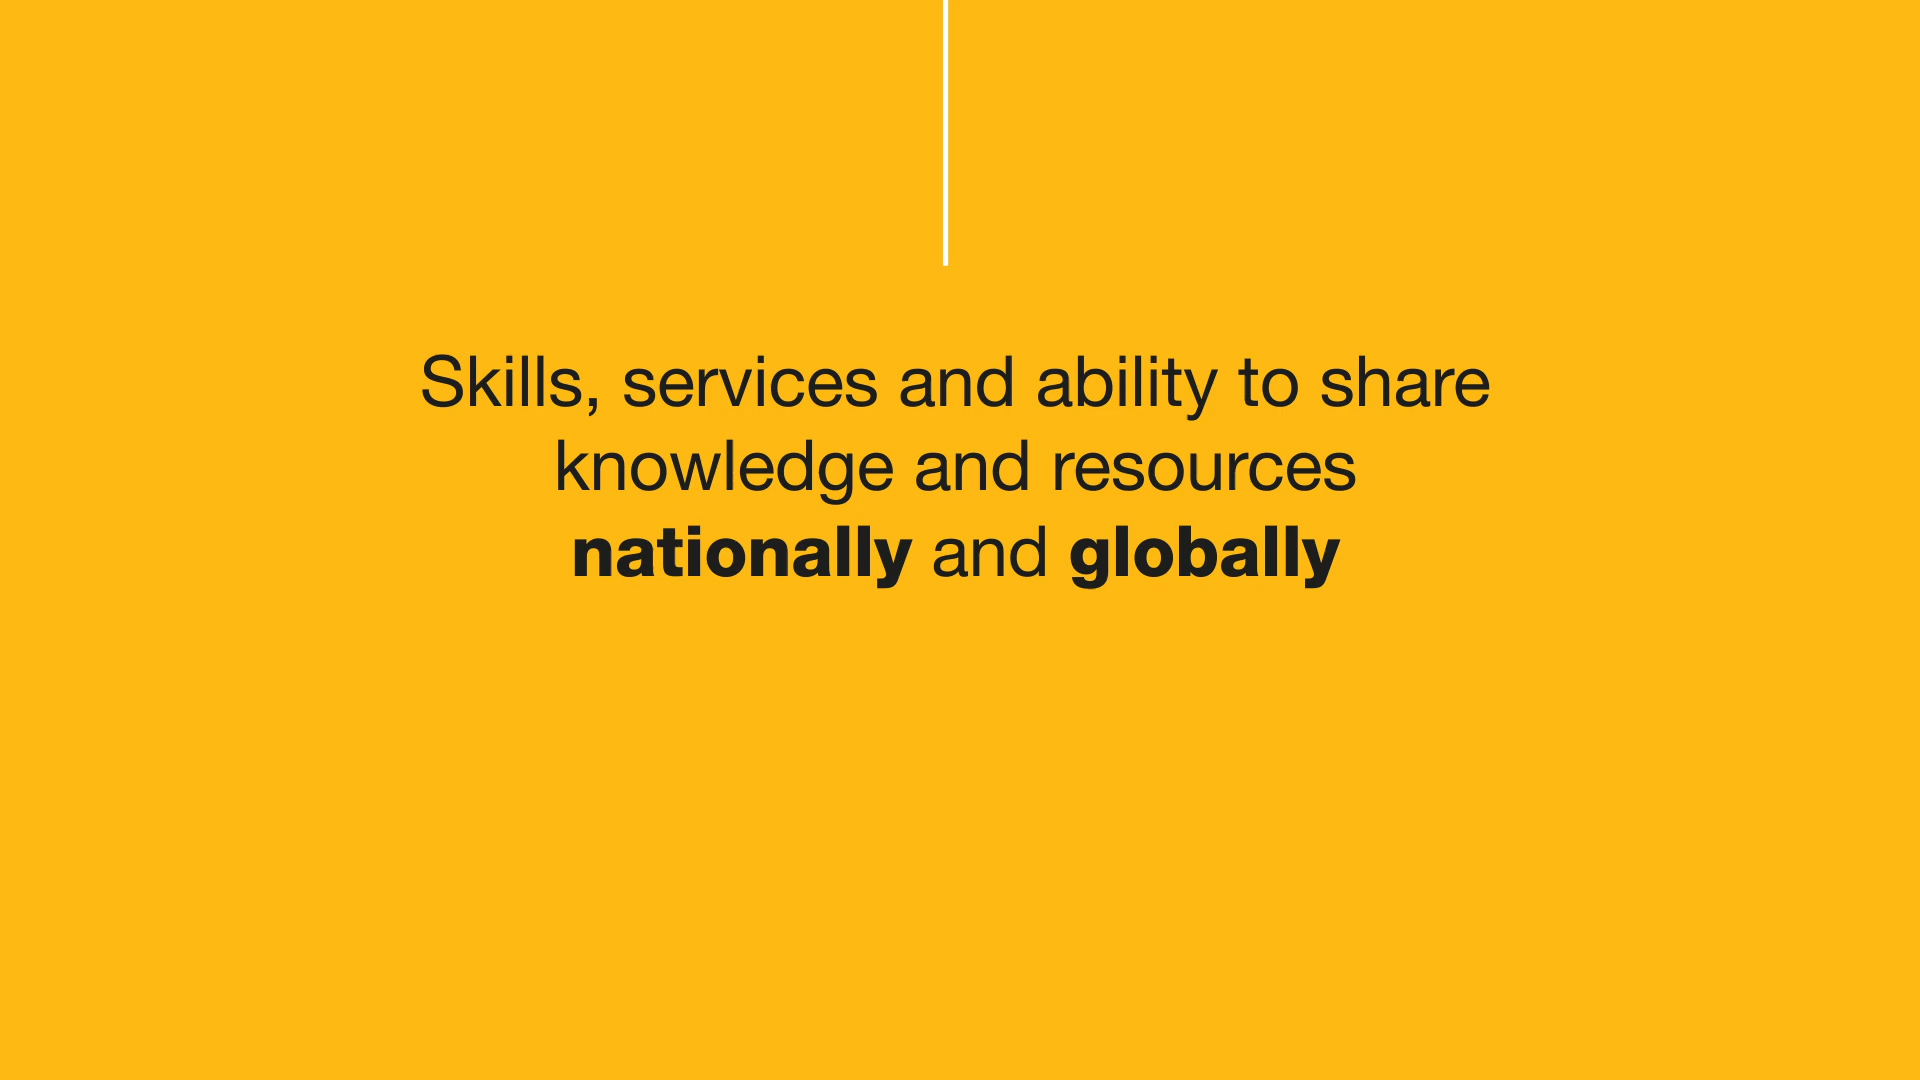 Skills, services and ability to share
knowledge and resources
nationally and globally